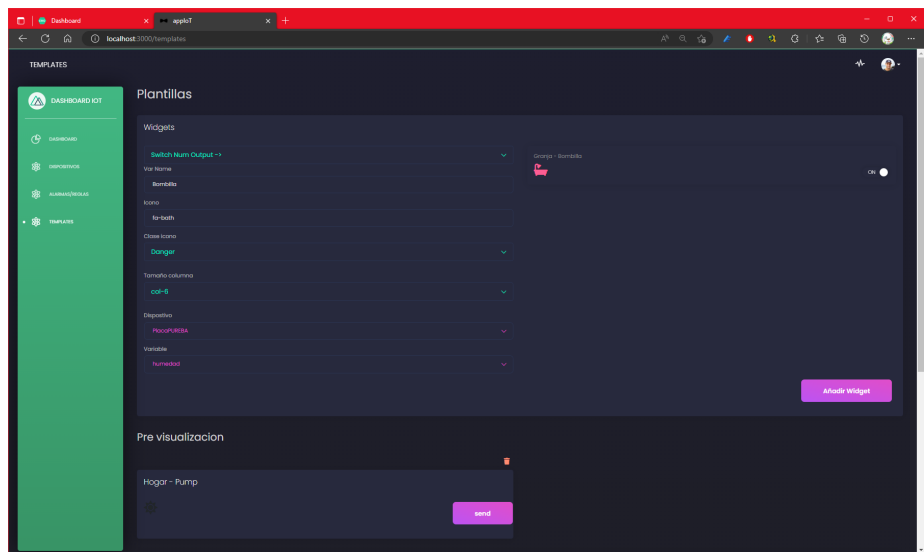 Dashboard
appIoT
localhost:3000/templates
TEMPLATES
DASHBOARD IOT
DASHBOARD
DISPOSITIVOS
ALARMAS/REGLAS
TEMPLATES
Plantillas
Widgets
Switch Num Output ->
Var Name
Bombilla
Icono
fa-bath
Clase icono
Danger
Tamaño columna
col-6
Dispostivo
PlacaPUREBA
Variable
humedad
Granja - Bombilla
ON
Añadir Widget
Pre visualizacion
Hogar - Pump
send